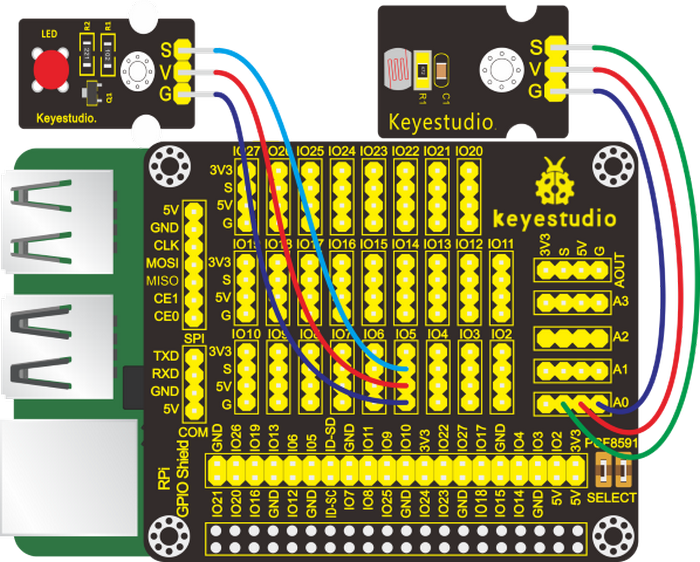 LED
R2
R1
221
102
Q1
S
V
G
Keyestudio.
R1
C1
S
V
G
Keyestudio.
IO27 IO26 IO25 IO24 IO23 IO22 IO21 IO20
3V3
S
5V
G
keyestudio
5V
GND
CLK
MOSI
MISO
CE1
CE0
SPI
IO19 IO18 IO17 IO16 IO15 IO14 IO13 IO12 IO11
3V3
S
5V
G
3V3
S
5V
G
AOUT
A3
A2
A1
A0
IO10 IO9 IO8 IO7 IO6 IO5 IO4 IO3 IO2
3V3
S
5V
G
TXD
RXD
GND
5V
COM
RPi
GPIO Shield
GND IO26 IO19 IO13 IO6 IO5 ID-SD GND IO11 IO9 IO10 3V3 IO22 IO27 IO17 GND IO4 IO3 IO2 3V3
PCF8591
SELECT
IO21 IO20 IO16 GND IO12 GND ID-SC IO7 IO8 IO25 GND IO24 IO23 GND IO18 IO15 IO14 GND 5V 5V